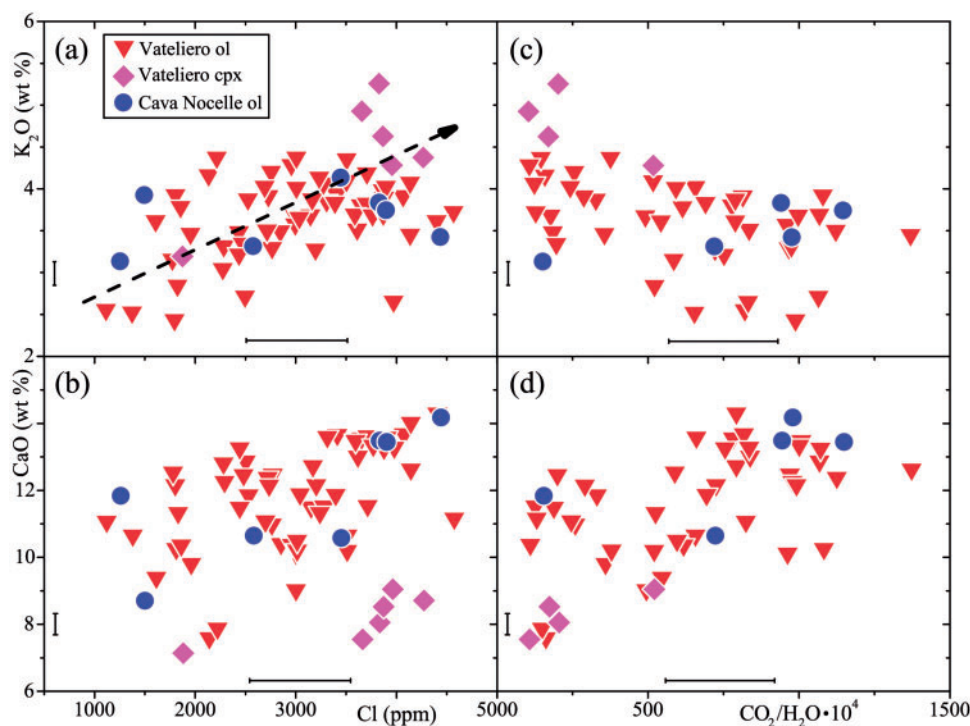 6
(a)
Vateliero ol
Vateliero cpx
Cava Nocelle ol
(c)
K2O (wt %)
4
2
(b)
(d)
CaO (wt %)
12
10
8
6
1000 2000 3000 4000 5000 500 1500
Cl (ppm) CO2/H2O•10^4